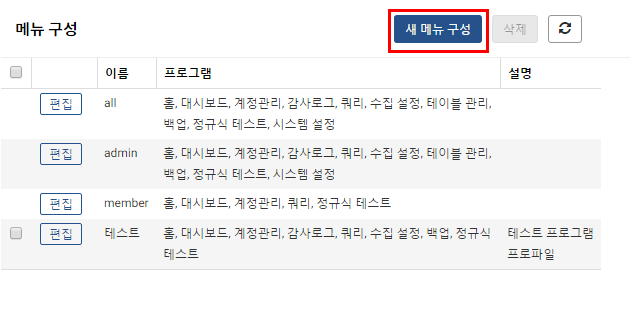 메뉴 구성 새 메뉴 구성 삭제
이름 프로그램 설명
편집 all 홈, 대시보드, 계정관리, 감사로그, 쿼리, 수집 설정, 테이블 관리,
백업, 정규식 테스트, 시스템 설정
편집 admin 홈, 대시보드, 계정관리, 감사로그, 쿼리, 수집 설정, 테이블 관리,
백업, 정규식 테스트, 시스템 설정
편집 member 홈, 대시보드, 계정관리, 쿼리, 정규식 테스트
편집 테스트 홈, 대시보드, 계정관리, 감사로그, 쿼리, 수집 설정, 백업, 정규식 테스트 프로그램
테스트 프로파일